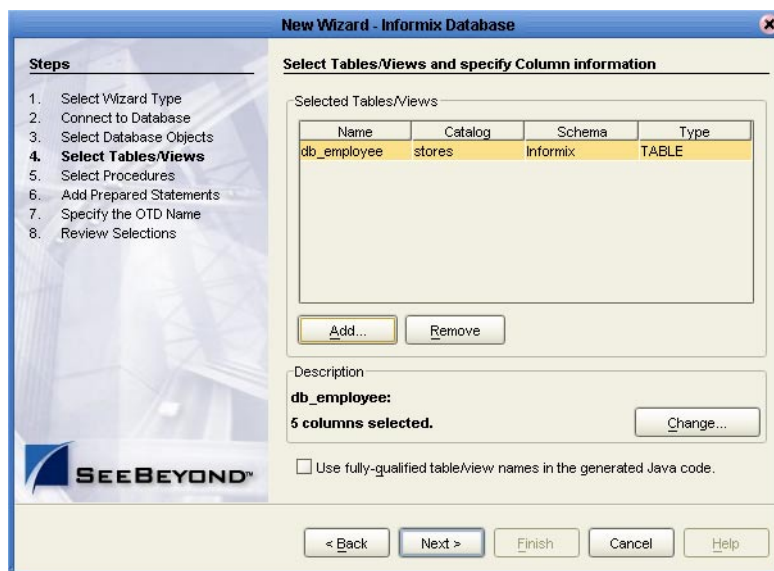 New Wizard - Informix Database
Steps
1. Select Wizard Type
2. Connect to Database
3. Select Database Objects
4. Select Tables/Views
5. Select Procedures
6. Add Prepared Statements
7. Specify the OTD Name
8. Review Selections
SEEBEYOND™
Select Tables/Views and specify Column information
Selected Tables/Views
Name Catalog Schema Type
db_employee stores Informix TABLE
Add... Remove
Description
db_employee:
5 columns selected.
Change...
Use fully-qualified table/view names in the generated Java code.
< Back Next > Finish Cancel Help